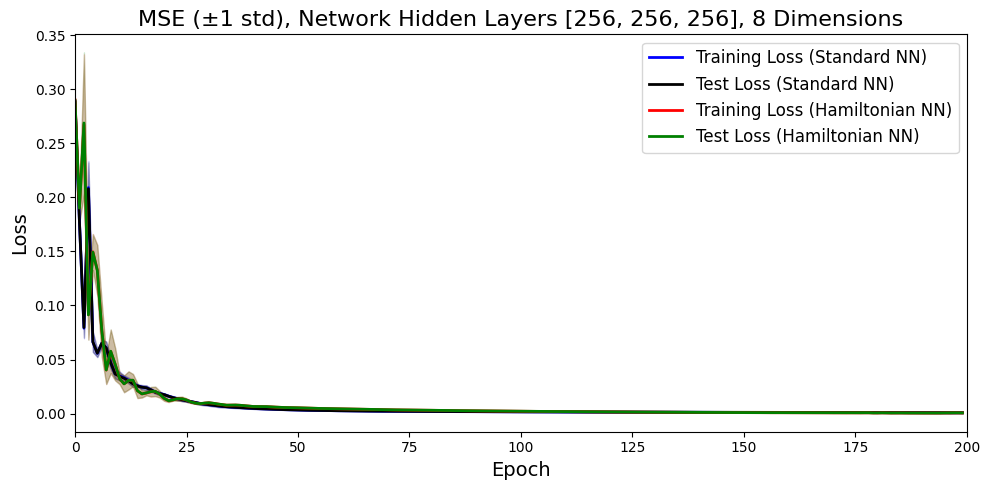 MSE (±1 std), Network Hidden Layers [256, 256, 256], 8 Dimensions
Loss
0.35
0.30
0.25
0.20
0.15
0.10
0.05
0.00
Training Loss (Standard NN)
Test Loss (Standard NN)
Training Loss (Hamiltonian NN)
Test Loss (Hamiltonian NN)
0 25 50 75 100 125 150 175 200
Epoch